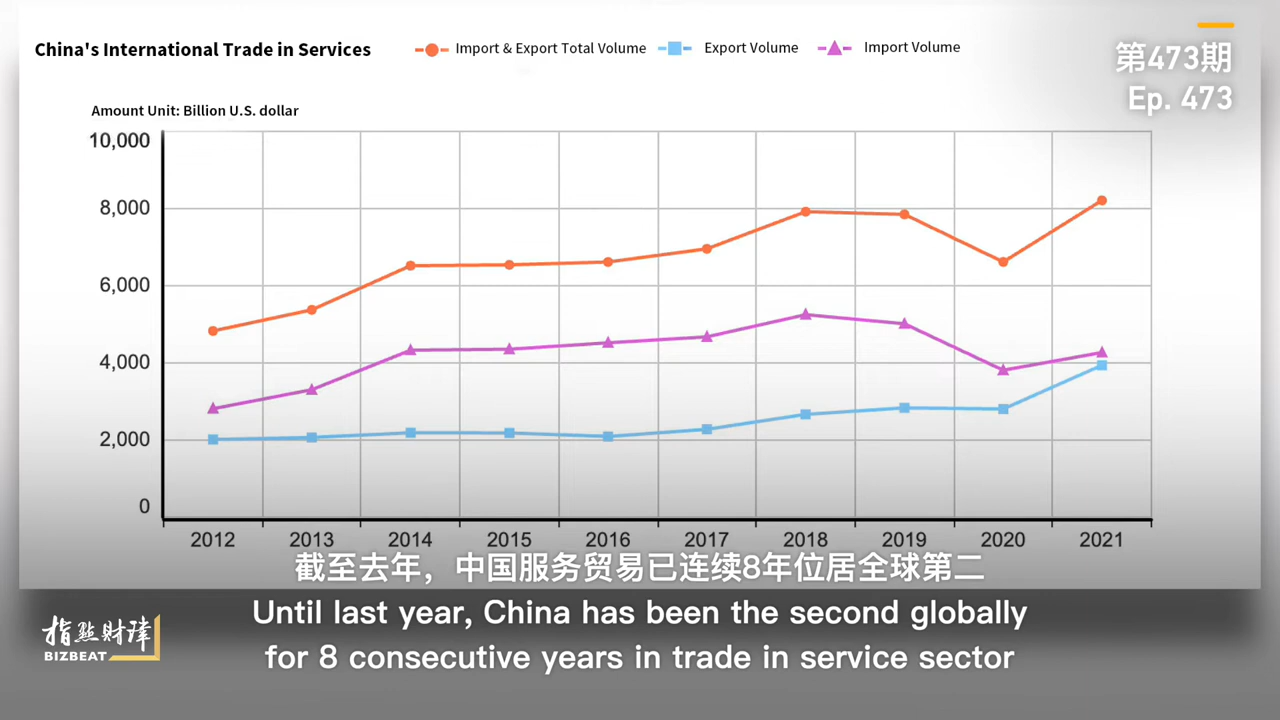 China's International Trade in Services
Import & Export Total Volume
Export Volume
Import Volume
第473期
Ep. 473
Amount Unit: Billion U.S. dollar
10,000
8,000
6,000
4,000
2,000
0
2012 2013 2014 2015 2016 2017 2018 2019 2020 2021
截至去年，中国服务贸易已连续8年位居全球第二
Until last year, China has been the second globally
for 8 consecutive years in trade in service sector
指点财津
BIZBEAT